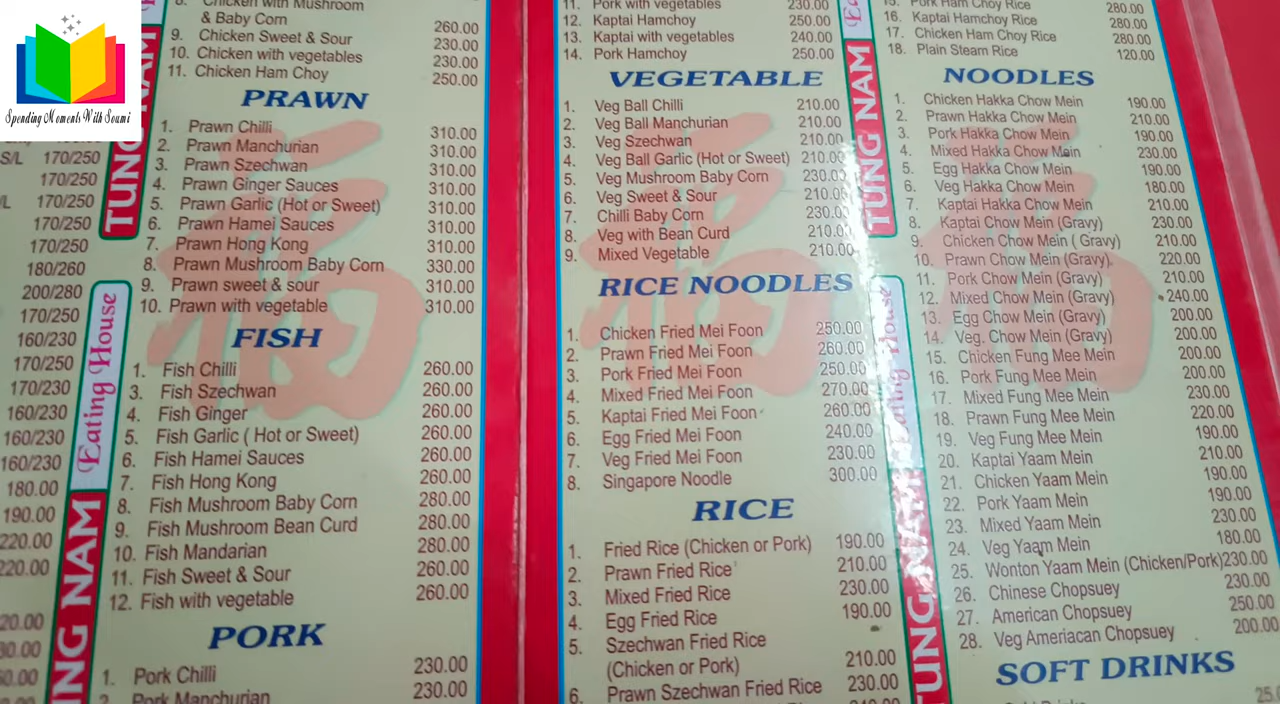 Spending Moments With Soumi
S/L 170/250
170/250
/L 170/250
170/250
170/250
180/260
200/280
170/250
160/230
170/250
170/230
160/230
160/230
160/230
180.00
190.00
220.00
220.00
TUNG NAM
Eating House
8. Chicken with Mushroom
& Baby Corn 260.00
9. Chicken Sweet & Sour 230.00
10. Chicken with vegetables 230.00
11. Chicken Ham Choy 250.00
PRAWN
1. Prawn Chilli 310.00
2. Prawn Manchurian 310.00
3. Prawn Szechwan 310.00
4. Prawn Ginger Sauces 310.00
5. Prawn Garlic (Hot or Sweet) 310.00
6. Prawn Hamei Sauces 310.00
7. Prawn Hong Kong 310.00
8. Prawn Mushroom Baby Corn 330.00
9. Prawn sweet & sour 310.00
10. Prawn with vegetable 310.00
FISH
1. Fish Chilli 260.00
3. Fish Szechwan 260.00
4. Fish Ginger 260.00
5. Fish Garlic ( Hot or Sweet) 260.00
6. Fish Hamei Sauces 260.00
7. Fish Hong Kong 260.00
8. Fish Mushroom Baby Corn 280.00
9. Fish Mushroom Bean Curd 280.00
10. Fish Mandarian 280.00
11. Fish Sweet & Sour 260.00
12. Fish with vegetable 260.00
PORK
1. Pork Chilli 230.00
2. Pork Manchurian 230.00
11. Pork with vegetables 230.00
12. Kaptai Hamchoy 250.00
13. Kaptai with vegetables 240.00
14. Pork Hamchoy 250.00
VEGETABLE
1. Veg Ball Chilli 210.00
2. Veg Ball Manchurian 210.00
3. Veg Szechwan 210.00
4. Veg Ball Garlic (Hot or Sweet) 210.00
5. Veg Mushroom Baby Corn 230.00
6. Veg Sweet & Sour 210.00
7. Chilli Baby Corn 230.00
8. Veg with Bean Curd 210.00
9. Mixed Vegetable 210.00
RICE NOODLES
1. Chicken Fried Mei Foon 250.00
2. Prawn Fried Mei Foon 260.00
3. Pork Fried Mei Foon 250.00
4. Mixed Fried Mei Foon 270.00
5. Kaptai Fried Mei Foon 260.00
6. Egg Fried Mei Foon 240.00
7. Veg Fried Mei Foon 230.00
8. Singapore Noodle 300.00
RICE
1. Fried Rice (Chicken or Pork) 190.00
2. Prawn Fried Rice 210.00
3. Mixed Fried Rice 230.00
4. Egg Fried Rice 190.00
5. Szechwan Fried Rice
(Chicken or Pork) 210.00
6. Prawn Szechwan Fried Rice 230.00
TUNG NAM
Eating House
TUNG NAM
15. Pork Ham Choy Rice 280.00
16. Kaptai Hamchoy Rice 280.00
17. Chicken Ham Choy Rice 280.00
18. Plain Steam Rice 120.00
NOODLES
1. Chicken Hakka Chow Mein 190.00
2. Prawn Hakka Chow Mein 210.00
3. Pork Hakka Chow Mein 190.00
4. Mixed Hakka Chow Mein 230.00
5. Egg Hakka Chow Mein 190.00
6. Veg Hakka Chow Mein 180.00
7. Kaptai Hakka Chow Mein 210.00
8. Kaptai Chow Mein (Gravy) 230.00
9. Chicken Chow Mein ( Gravy) 210.00
10. Prawn Chow Mein (Gravy). 220.00
11. Pork Chow Mein (Gravy) 210.00
12. Mixed Chow Mein (Gravy) 240.00
13. Egg Chow Mein (Gravy) 200.00
14. Veg. Chow Mein (Gravy) 200.00
15. Chicken Fung Mee Mein 200.00
16. Pork Fung Mee Mein 200.00
17. Mixed Fung Mee Mein 230.00
18. Prawn Fung Mee Mein 220.00
19. Veg Fung Mee Mein 190.00
20. Kaptai Yaam Mein 210.00
21. Chicken Yaam Mein 190.00
22. Pork Yaam Mein 190.00
23. Mixed Yaam Mein 230.00
24. Veg Yaam Mein 180.00
25. Wonton Yaam Mein (Chicken/Pork) 230.00
26. Chinese Chopsuey 230.00
27. American Chopsuey 250.00
28. Veg Ameriacan Chopsuey 200.00
SOFT DRINKS
福
福
福